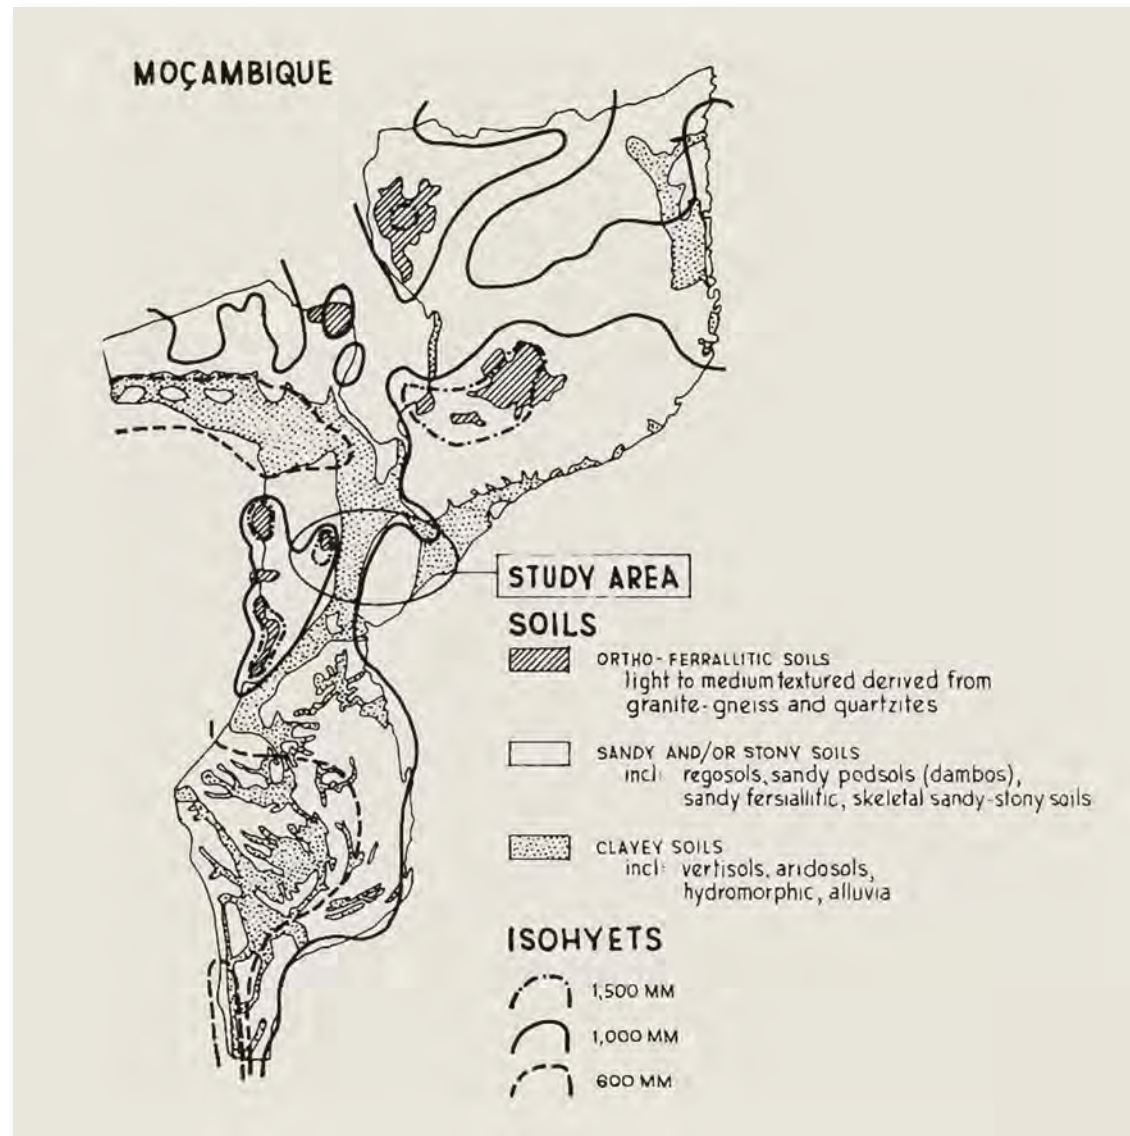 MOÇAMBIQUE
STUDY AREA
SOILS
ORTHO-FERRALLITIC SOILS
light to medium textured derived from
granite-gneiss and quartzites
SANDY AND/OR STONY SOILS
incl: regosols, sandy podsols (dambos),
sandy fersiallitic, skeletal sandy-stony soils
CLAYEY SOILS
incl: vertisols, aridosols,
hydromorphic, alluvia
ISOHYETS
1,500 MM
1,000 MM
600 MM